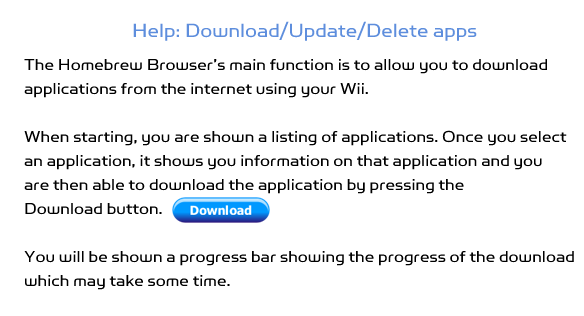 Help: Download/Update/Delete apps
The Homebrew Browser's main function is to allow you to download
applications from the internet using your Wii.
When starting, you are shown a listing of applications. Once you select
an application, it shows you information on that application and you
are then able to download the application by pressing the
Download button. Download
You will be shown a progress bar showing the progress of the download
which may take some time.